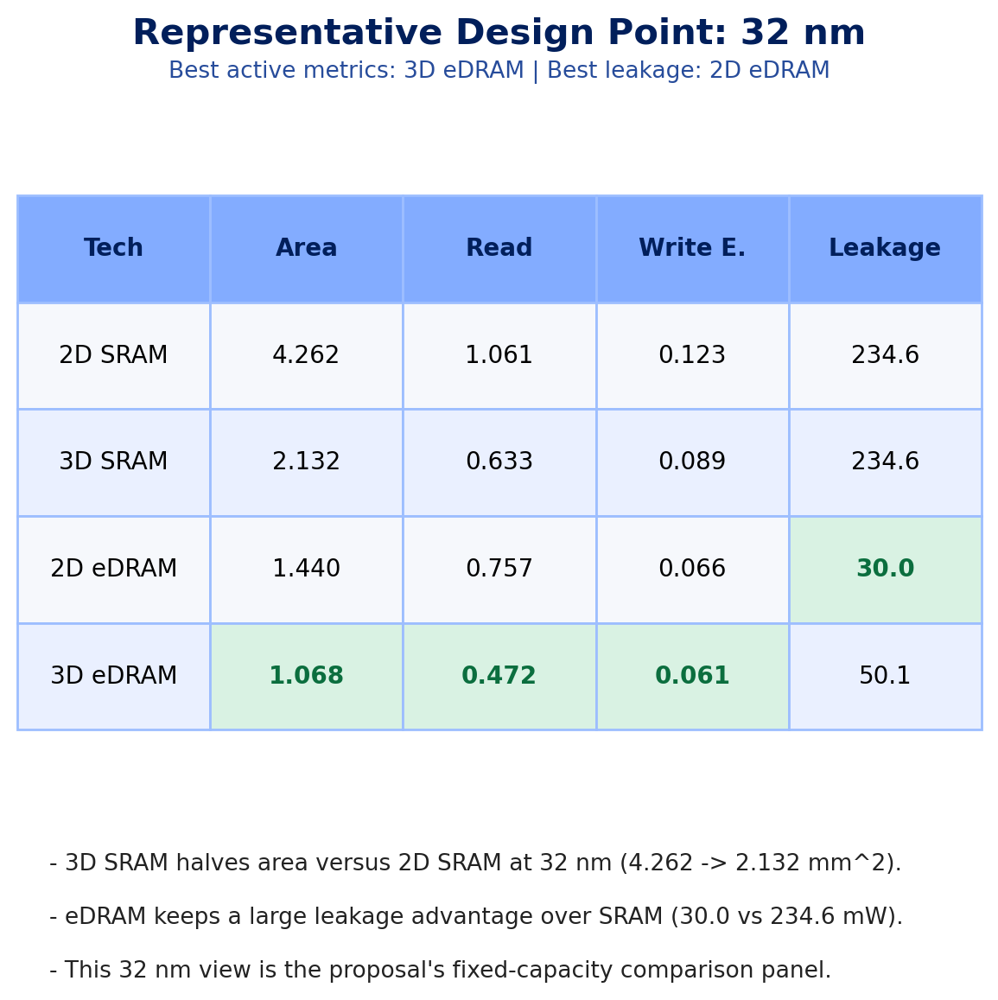 Representative Design Point: 32 nm
Best active metrics: 3D eDRAM | Best leakage: 2D eDRAM
Tech Area Read Write E. Leakage
2D SRAM 4.262 1.061 0.123 234.6
3D SRAM 2.132 0.633 0.089 234.6
2D eDRAM 1.440 0.757 0.066 30.0
3D eDRAM 1.068 0.472 0.061 50.1
- 3D SRAM halves area versus 2D SRAM at 32 nm (4.262 -> 2.132 mm^2).
- eDRAM keeps a large leakage advantage over SRAM (30.0 vs 234.6 mW).
- This 32 nm view is the proposal's fixed-capacity comparison panel.